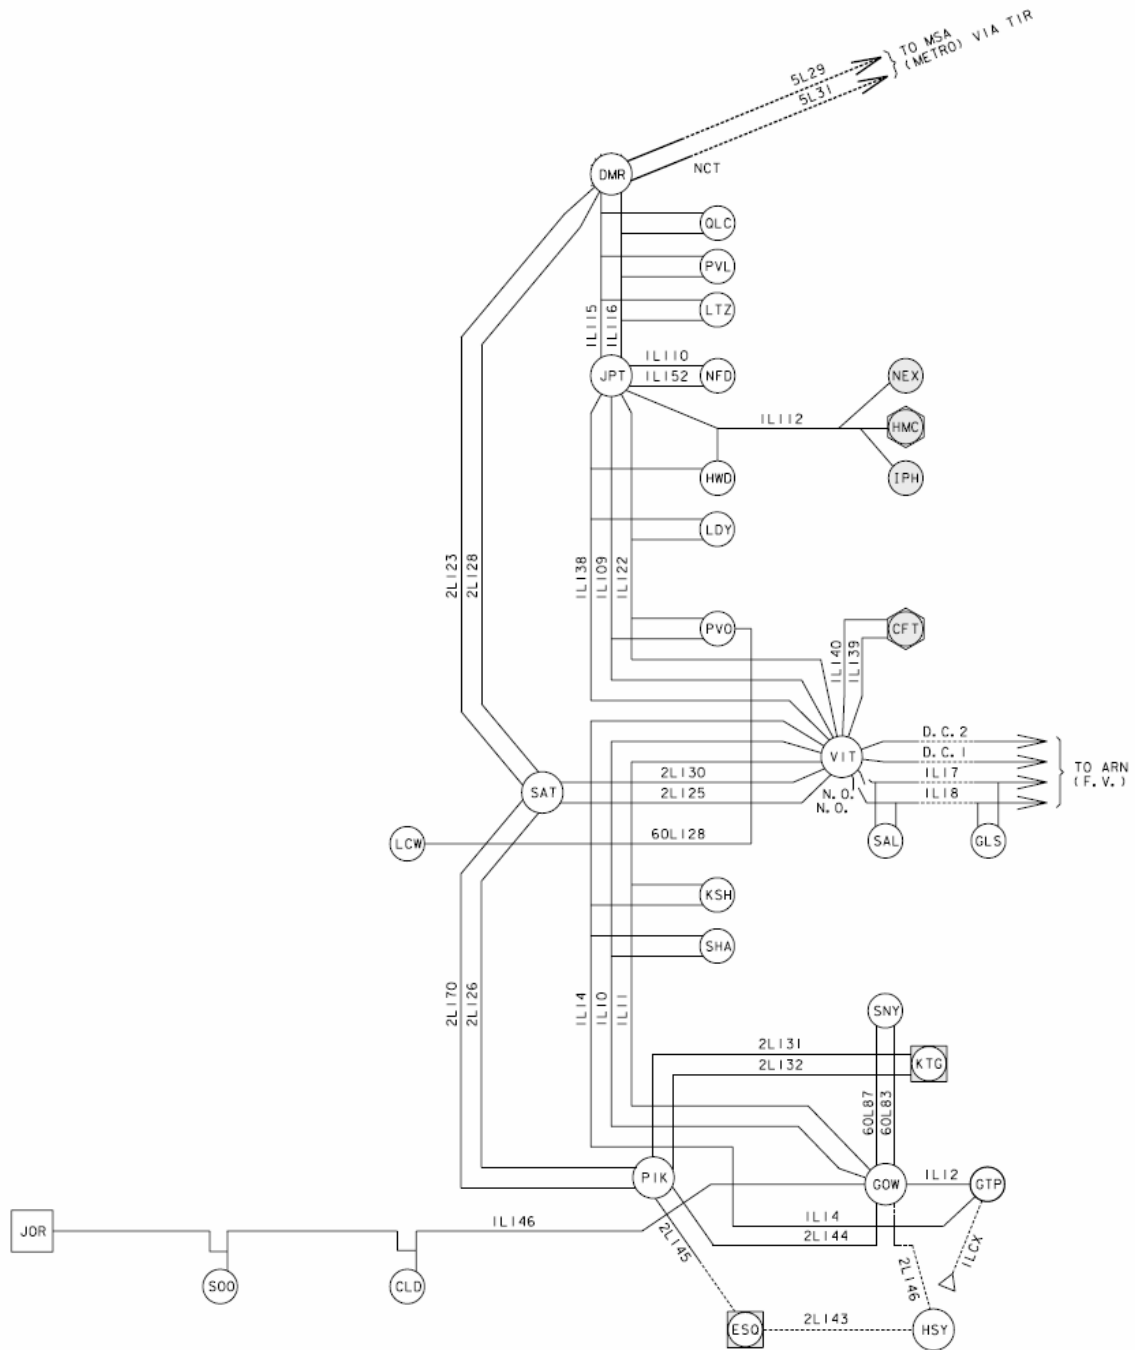 TO MSA
(METRO) VIA TIR
5L29
5L31
NCT
DMR
QLC
PVL
LTZ
1L115
1L116
JPT
1L110
1L152
NFD
NEX
1L112
HMC
HWD
IPH
LDY
2L123
2L128
1L138
1L109
1L122
PVO
CFT
1L140
1L139
VIT
D.C.2
D.C.1
1L17
1L18
TO ARN
(F.V.)
N.O.
N.O.
SAT
2L130
2L125
LCW
60L128
SAL
GLS
KSH
SHA
2L170
2L126
1L14
1L10
1L11
SNY
2L131
2L132
KTG
60L87
60L83
PIK
GOW
1L12
GTP
1L14
2L144
1L146
JOR
SOO
CLD
2L145
1LCX
2L146
ESQ
2L143
HSY